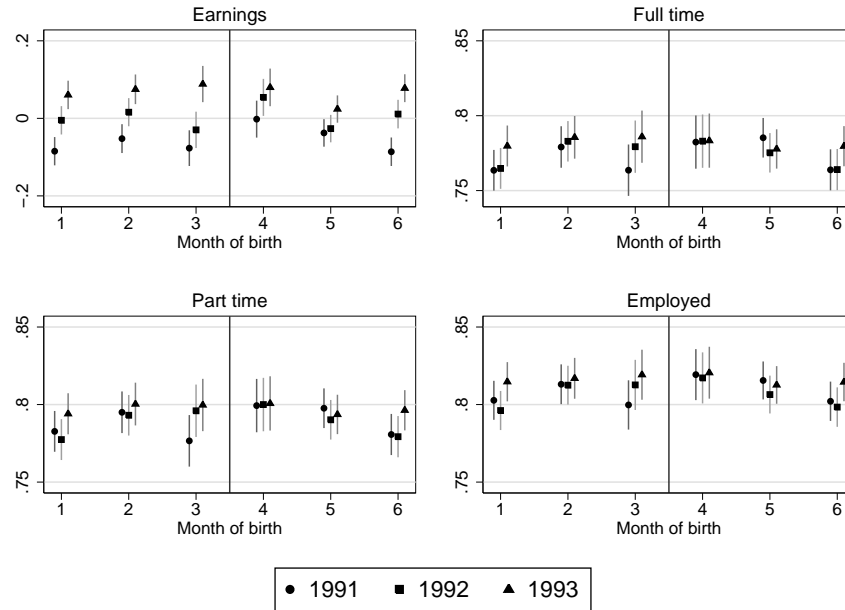 Earnings
.2
0
-.2
1 2 3 4 5 6
Month of birth
Full time
.85
.8
.75
1 2 3 4 5 6
Month of birth
Part time
.85
.8
.75
1 2 3 4 5 6
Month of birth
Employed
.85
.8
.75
1 2 3 4 5 6
Month of birth
1991 1992 1993